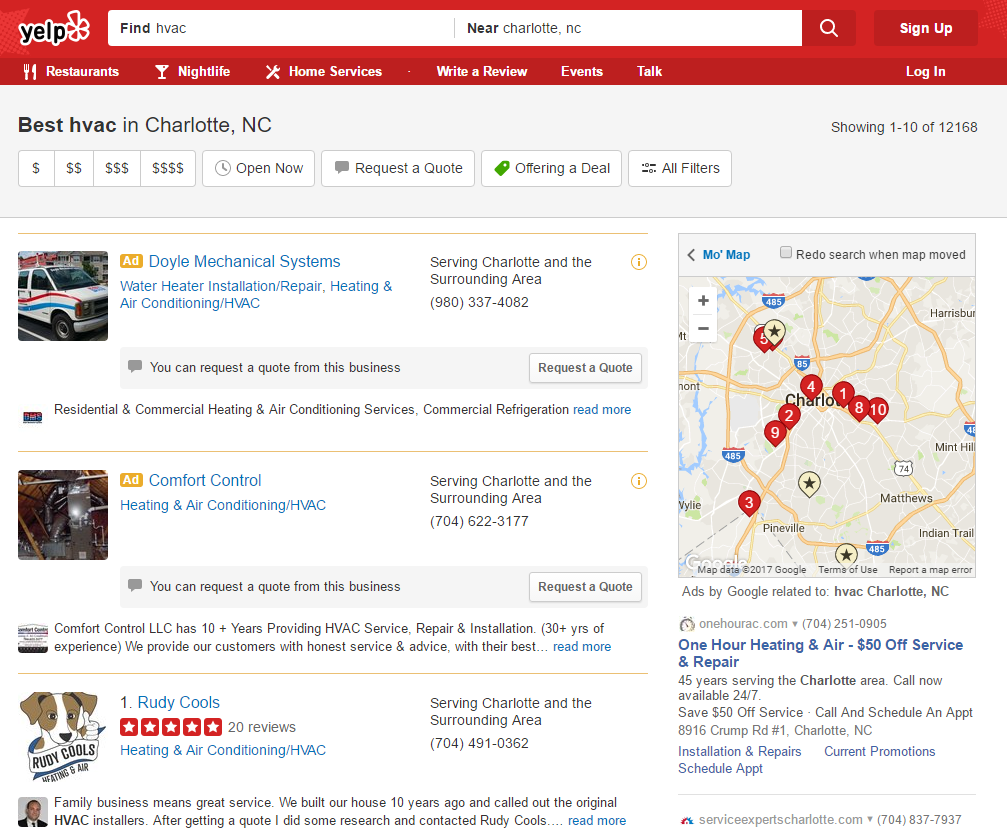 yelp
Find hvac
Near charlotte, nc
Sign Up
Restaurants
Nightlife
Home Services
Write a Review
Events
Talk
Log In
Best hvac in Charlotte, NC
Showing 1-10 of 12168
$
$$
$$$
$$$$
Open Now
Request a Quote
Offering a Deal
All Filters
Ad Doyle Mechanical Systems
Water Heater Installation/Repair, Heating &
Air Conditioning/HVAC
Serving Charlotte and the
Surrounding Area
(980) 337-4082
You can request a quote from this business
Request a Quote
Residential & Commercial Heating & Air Conditioning Services, Commercial Refrigeration read more
Ad Comfort Control
Heating & Air Conditioning/HVAC
Serving Charlotte and the
Surrounding Area
(704) 622-3177
You can request a quote from this business
Request a Quote
Comfort Control LLC has 10 + Years Providing HVAC Service, Repair & Installation. (30+ yrs of
experience) We provide our customers with honest service & advice, with their best… read more
RUDY COOLS
HEATING & AIR
1. Rudy Cools
20 reviews
Heating & Air Conditioning/HVAC
Serving Charlotte and the
Surrounding Area
(704) 491-0362
Family business means great service. We built our house 10 years ago and called out the original
HVAC installers. After getting a quote I did some research and contacted Rudy Cools.… read more
Mo' Map
Redo search when map moved
+
−
485
Harrisbur
5
85
mont
4
Charlot
1
8
10
2
9
485
74
Mint Hil
Matthews
3
Wylie
Pineville
Indian Trail
485
Google
Map data ©2017 Google
Terms of Use
Report a map error
Ads by Google related to: hvac Charlotte, NC
onehourac.com ▾ (704) 251-0905
One Hour Heating & Air - $50 Off Service
& Repair
45 years serving the Charlotte area. Call now
available 24/7.
Save $50 Off Service · Call And Schedule An Appt
8916 Crump Rd #1, Charlotte, NC
Installation & Repairs
Current Promotions
Schedule Appt
serviceexpertscharlotte.com ▾ (704) 837-7937